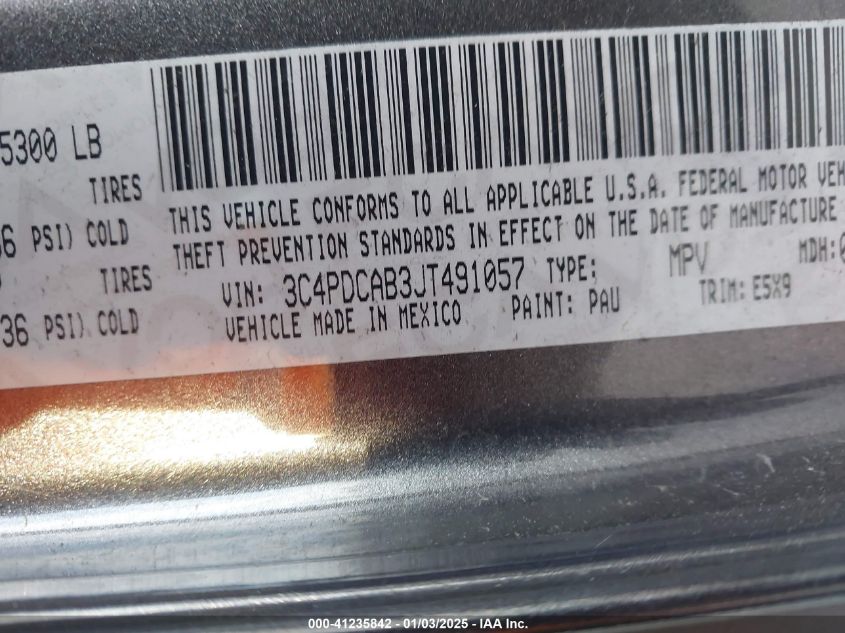 5300 LB
TIRES
36 PSI) COLD
TIRES
36 PSI) COLD
THIS VEHICLE CONFORMS TO ALL APPLICABLE U.S.A. FEDERAL MOTOR VEH
THEFT PREVENTION STANDARDS IN EFFECT ON THE DATE OF MANUFACTURE
VIN: 3C4PDCAB3JT491057 TYPE: MPV MDH:0
VEHICLE MADE IN MEXICO PAINT: PAU TRIM: E5X9
000-41235842 - 01/03/2025 - IAA Inc.